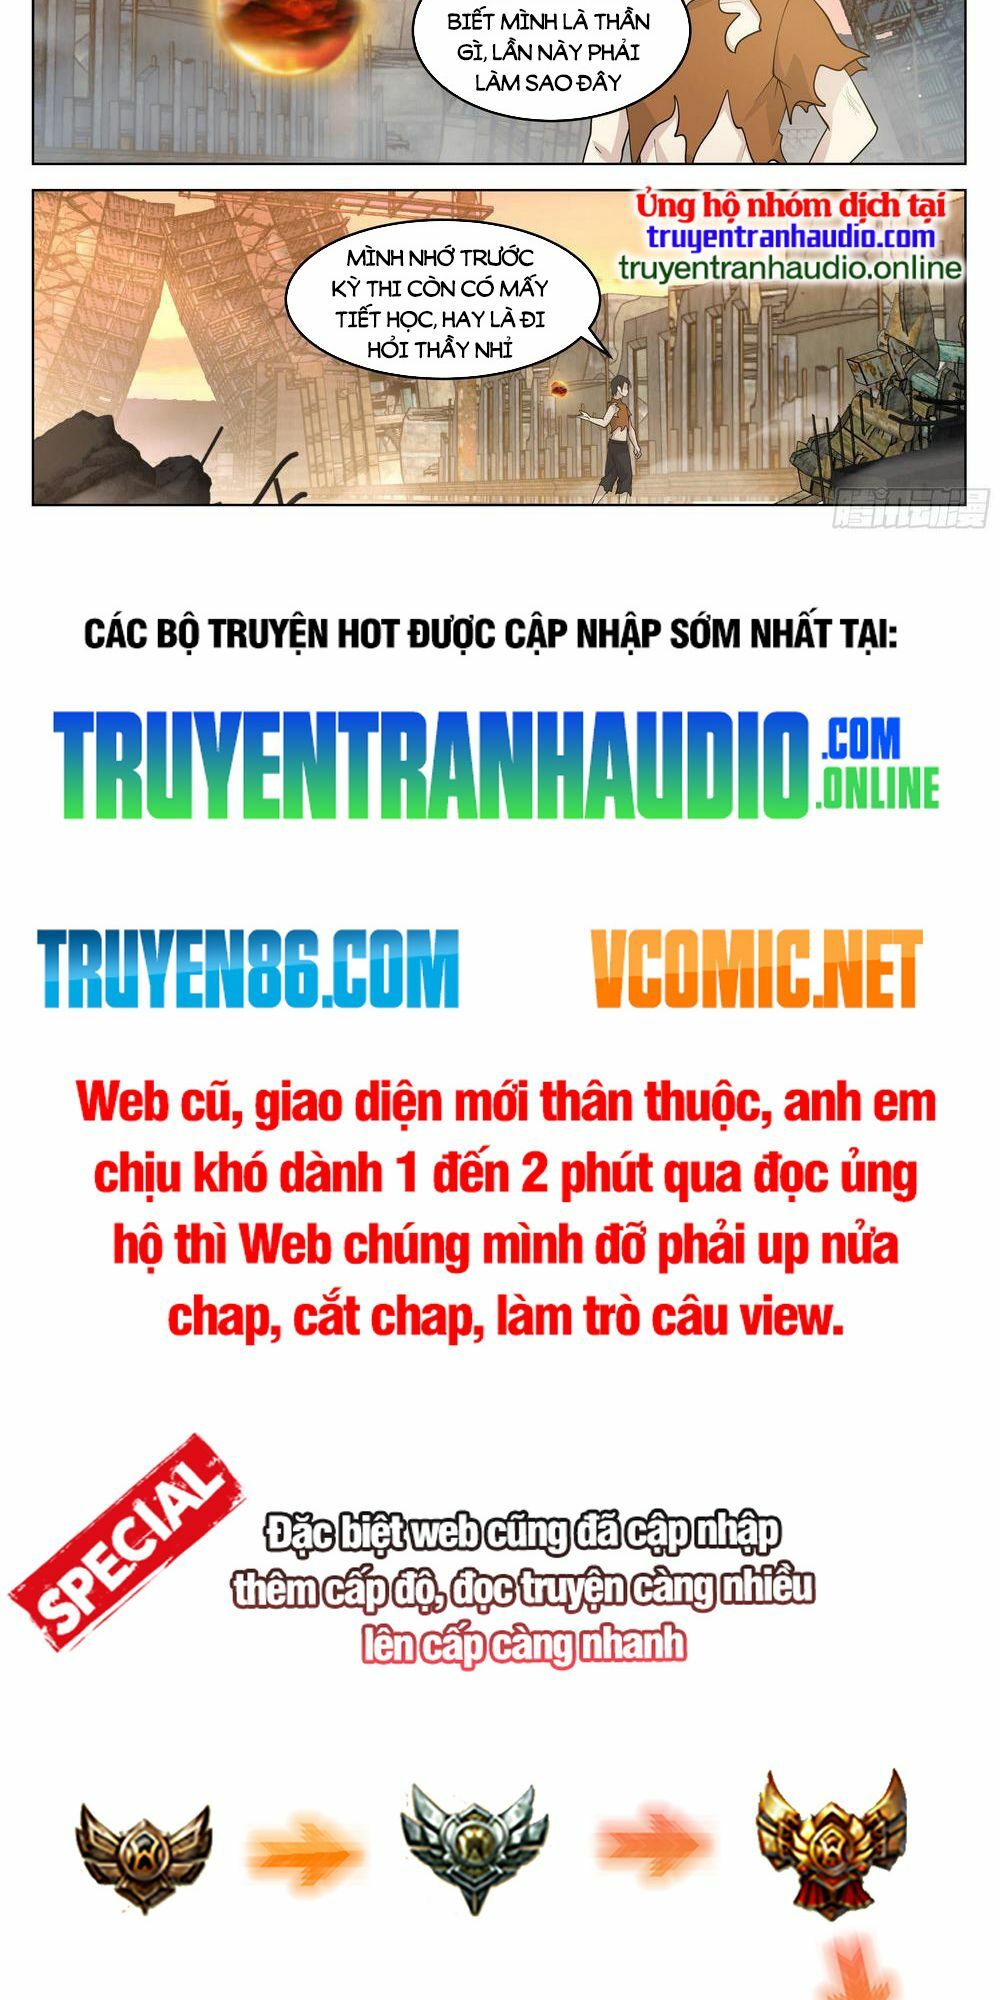 BIẾT MÌNH LÀ THẦN
GÌ, LẦN NÀY PHẢI
LÀM SAO ĐÂY
Ủng hộ nhóm dịch tại
truyentranhaudio.com
truyentranhaudio.online
MÌNH NHỚ TRƯỚC
KỲ THI CÒN CÓ MẤY
TIẾT HỌC, HAY LÀ ĐI
HỎI THẦY NHỈ
腾讯动漫
CÁC BỘ TRUYỆN HOT ĐƯỢC CẬP NHẬP SỚM NHẤT TẠI:
TRUYENTRANHAUDIO.COM
.ONLINE
TRUYEN86.COM
VCOMIC.NET
Web cũ, giao diện mới thân thuộc, anh em
chịu khó dành 1 đến 2 phút qua đọc ủng
hộ thì Web chúng mình đỡ phải up nửa
chap, cắt chap, làm trò câu view.
SPECIAL
Đặc biệt web cũng đã cập nhập
thêm cấp độ, đọc truyện càng nhiều
lên cấp càng nhanh